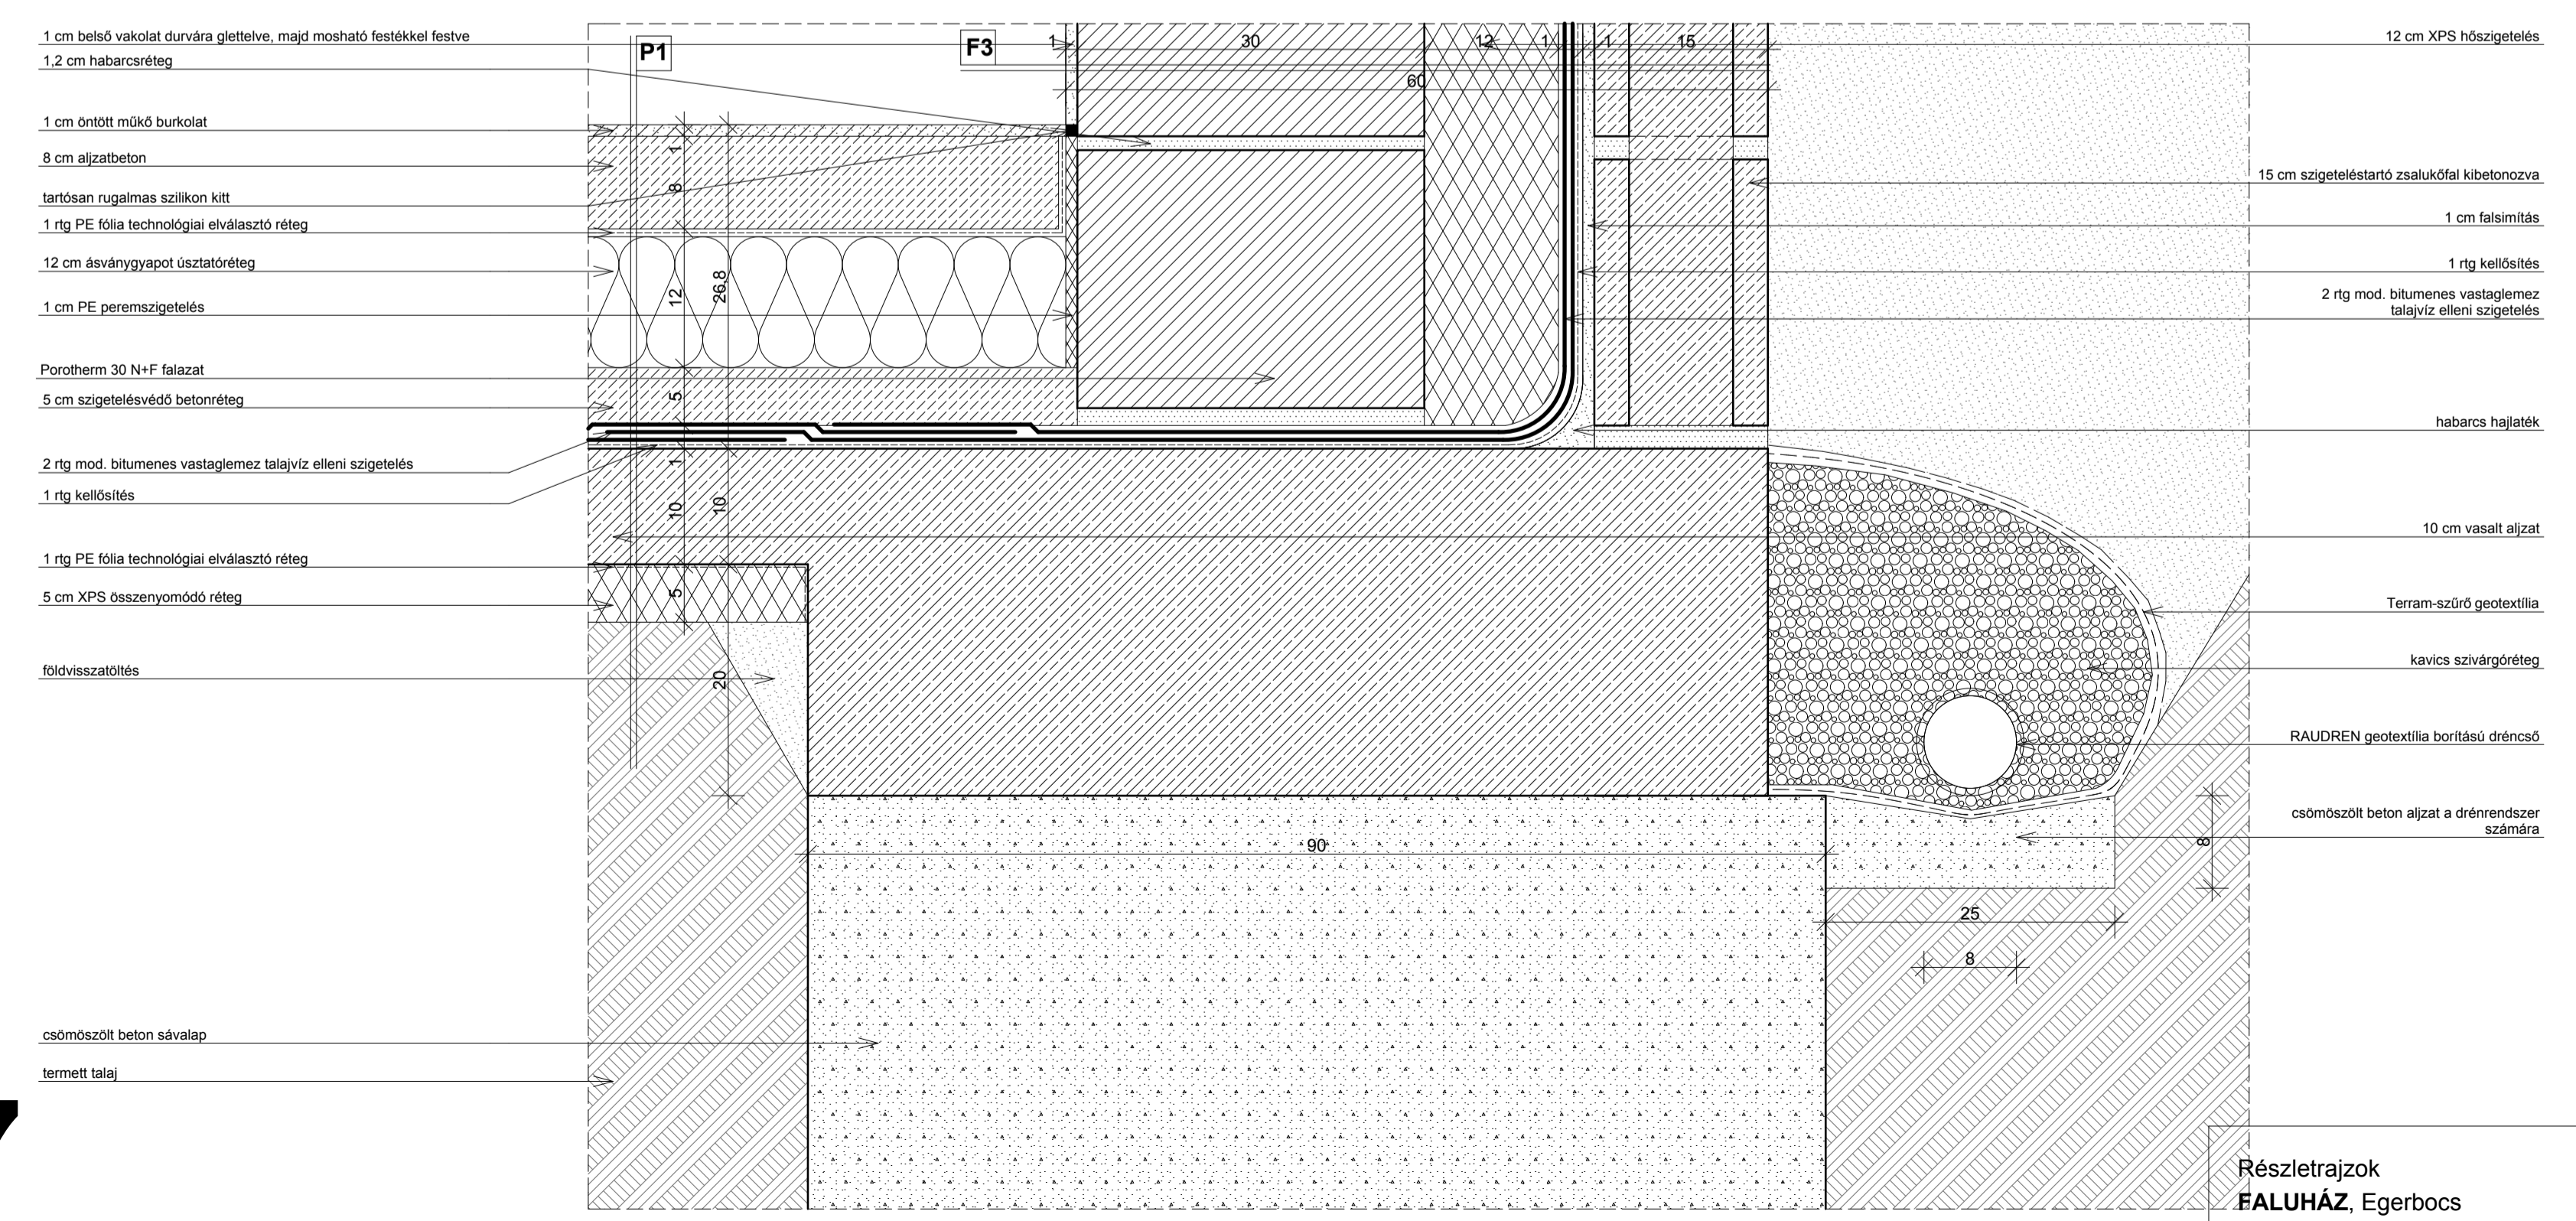 1 cm belső vakolat durvára glettelve, majd mosható festékkel festve
1,2 cm habarcsréteg
1 cm öntött műkő burkolat
8 cm aljzatbeton
tartósan rugalmas szilikon kitt
1 rtg PE fólia technológiai elválasztó réteg
12 cm ásványgyapot úsztatóréteg
1 cm PE peremszigetelés
Porotherm 30 N+F falazat
5 cm szigetelésvédő betonréteg
2 rtg mod. bitumenes vastaglemez talajvíz elleni szigetelés
1 rtg kellősítés
1 rtg PE fólia technológiai elválasztó réteg
5 cm XPS összenyomódó réteg
földvisszatöltés
csömöszölt beton sávalap
termett talaj
P1
F3
1
30
12
1
1
15
60
1
8
12
26,8
5
1
10
10
5
20
90
25
8
8
12 cm XPS hőszigetelés
15 cm szigeteléstartó zsalukőfal kibetonozva
1 cm falsimítás
1 rtg kellősítés
2 rtg mod. bitumenes vastaglemez
talajvíz elleni szigetelés
habarcs hajlaték
10 cm vasalt aljzat
Terram-szűrő geotextília
kavics szivárgóréteg
RAUDREN geotextília borítású dréncső
csömöszölt beton aljzat a drénrendszer
számára
Részletrajzok
FALUHÁZ, Egerbocs